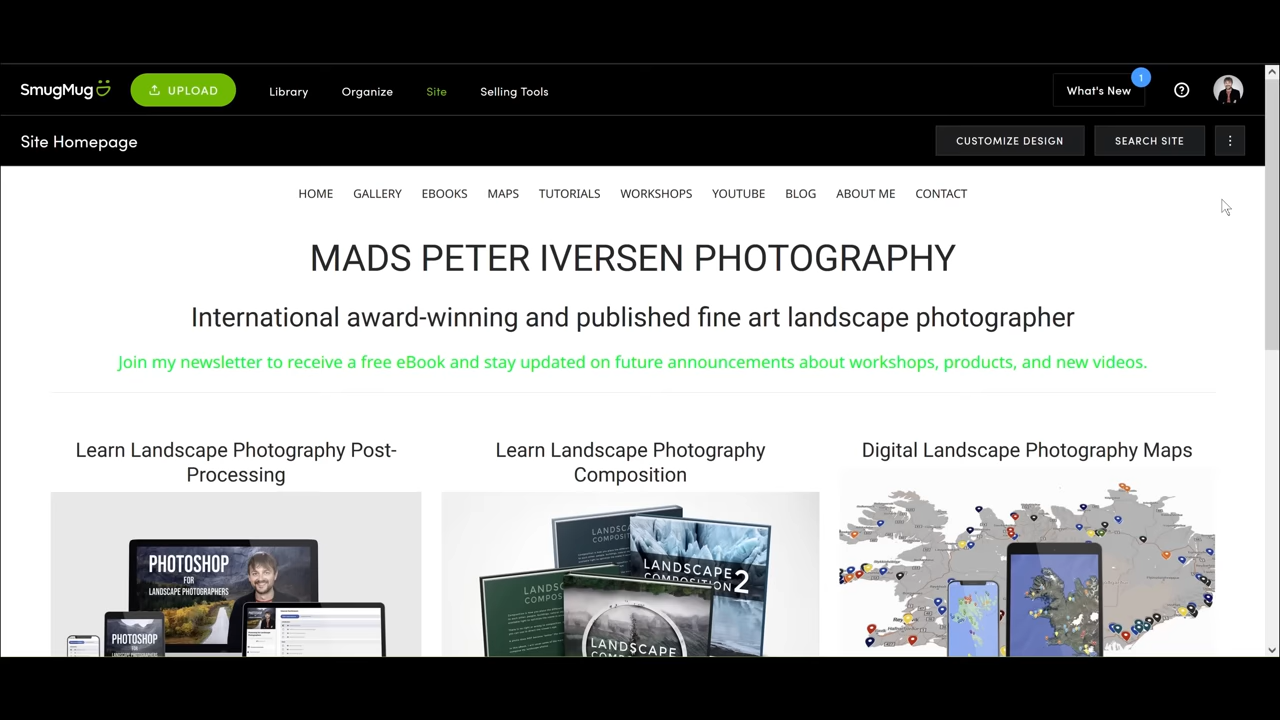 SmugMug
UPLOAD
Library
Organize
Site
Selling Tools
What's New
1
Site Homepage
CUSTOMIZE DESIGN
SEARCH SITE
HOME GALLERY EBOOKS MAPS TUTORIALS WORKSHOPS YOUTUBE BLOG ABOUT ME CONTACT
MADS PETER IVERSEN PHOTOGRAPHY
International award-winning and published fine art landscape photographer
Join my newsletter to receive a free eBook and stay updated on future announcements about workshops, products, and new videos.
Learn Landscape Photography Post-
Processing
Learn Landscape Photography
Composition
Digital Landscape Photography Maps
PHOTOSHOP
FOR
LANDSCAPE PHOTOGRAPHERS
PHOTOSHOP
LANDSCAPE
COMPOSITION
LANDSCAPE
COMPOSITION 2
LANDSCAPE